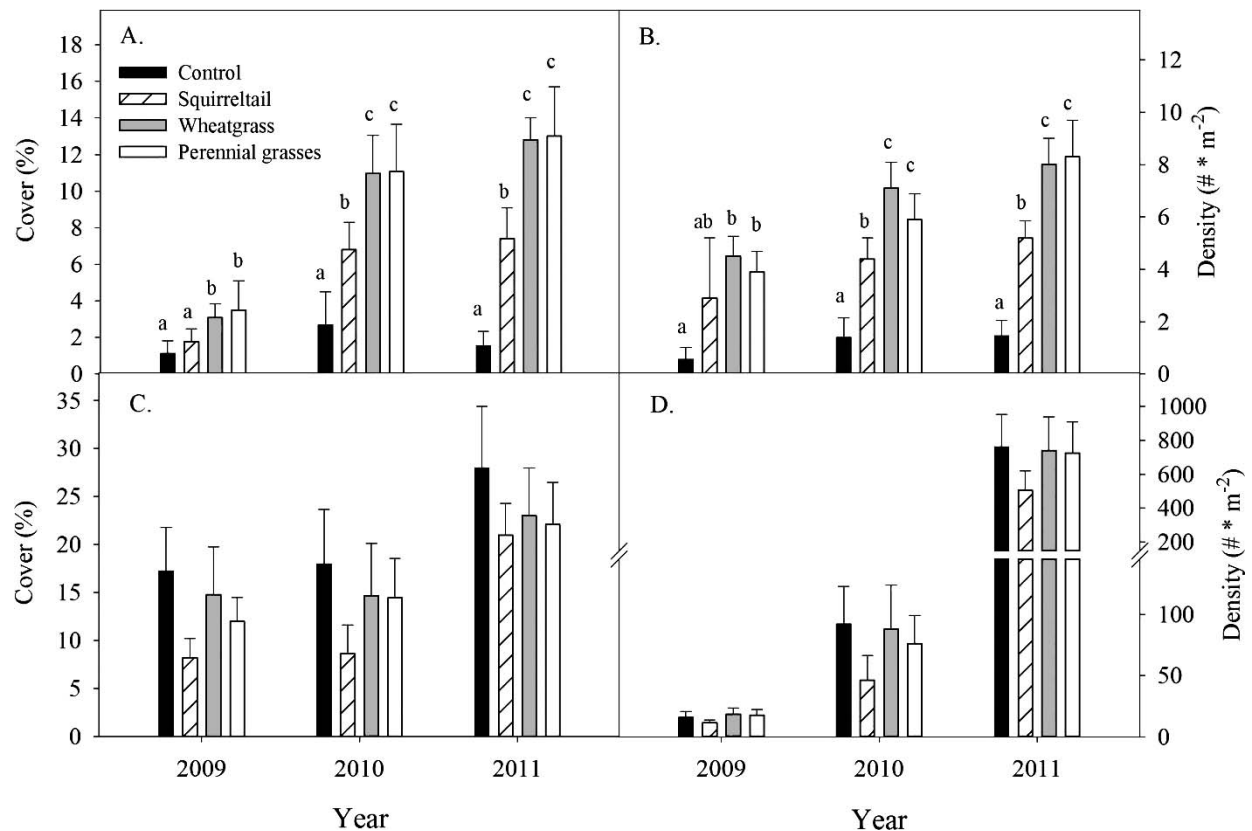 A.
Control
Squirreltail
Wheatgrass
Perennial grasses
Cover (%)
18
16
14
12
10
8
6
4
2
0
a a b b
a b c c
a b c c
B.
a ab b b
a b c c
a b c c
12
10
8
6
4
2
0
Density (# * m-2)
C.
Cover (%)
35
30
25
20
15
10
5
0
2009 2010 2011
Year
D.
1000
800
600
400
200
100
50
0
Density (# * m-2)
2009 2010 2011
Year